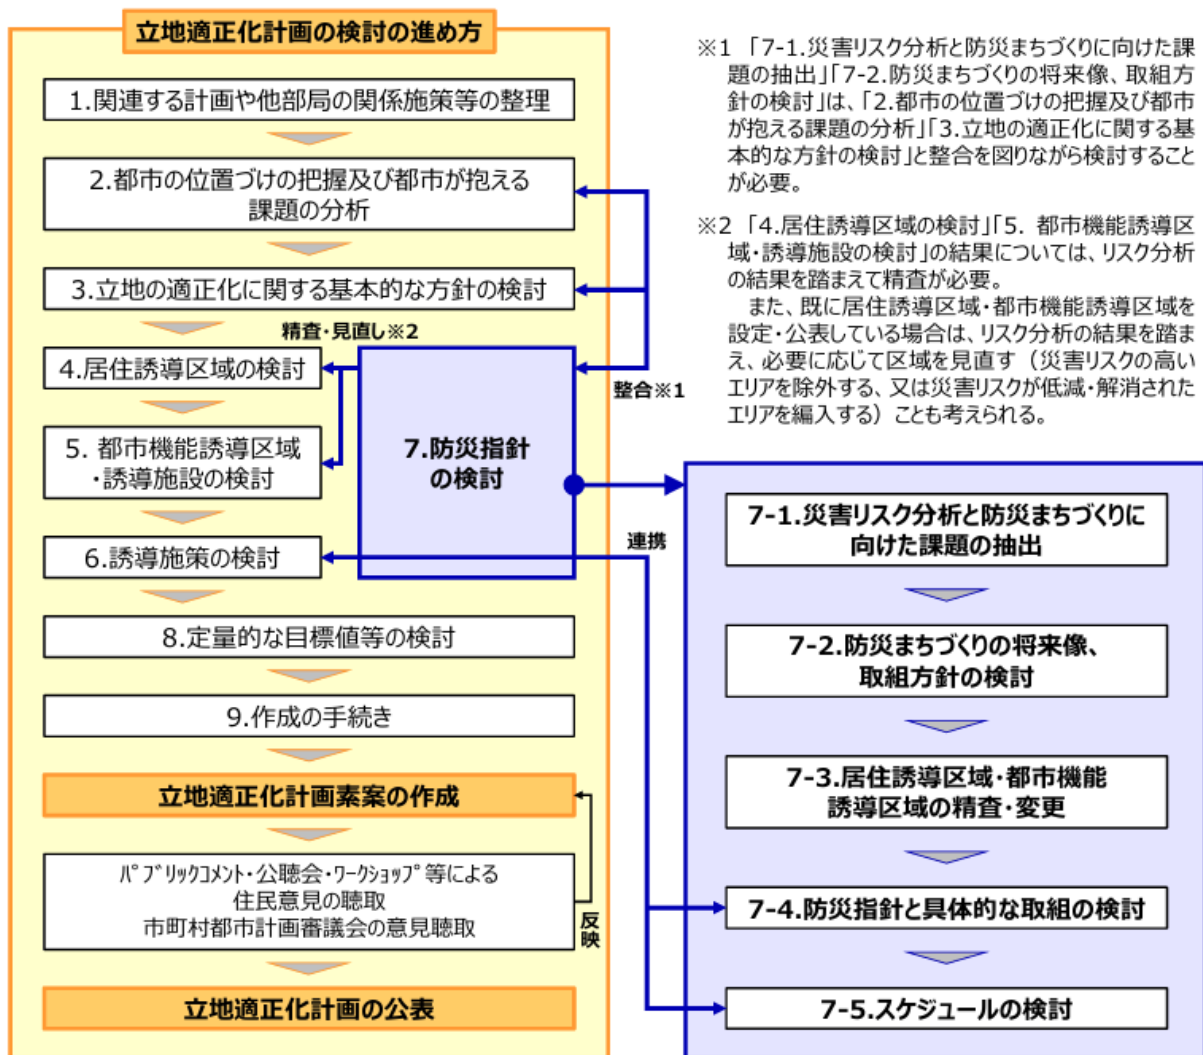 立地適正化計画の検討の進め方
1.関連する計画や他部局の関係施策等の整理
2.都市の位置づけの把握及び都市が抱える
課題の分析
3.立地の適正化に関する基本的な方針の検討
精査・見直し※2
4.居住誘導区域の検討
整合※1
5. 都市機能誘導区域
・誘導施設の検討
7.防災指針
の検討
連携
6.誘導施策の検討
8.定量的な目標値等の検討
9.作成の手続き
立地適正化計画素案の作成
ﾊﾟﾌﾞﾘｯｸｺﾒﾝﾄ・公聴会・ﾜｰｸｼｮｯﾌﾟ等による
住民意見の聴取
市町村都市計画審議会の意見聴取
反映
立地適正化計画の公表
※1 「7-1.災害リスク分析と防災まちづくりに向けた課
題の抽出」「7-2.防災まちづくりの将来像、取組方
針の検討」は、「2.都市の位置づけの把握及び都市
が抱える課題の分析」「3.立地の適正化に関する基
本的な方針の検討」と整合を図りながら検討すること
が必要。
※2 「4.居住誘導区域の検討」「5. 都市機能誘導区
域・誘導施設の検討」の結果については、リスク分析
の結果を踏まえて精査が必要。
また、既に居住誘導区域・都市機能誘導区域を
設定・公表している場合は、リスク分析の結果を踏ま
え、必要に応じて区域を見直す（災害リスクの高い
エリアを除外する、又は災害リスクが低減・解消された
エリアを編入する）ことも考えられる。
7-1.災害リスク分析と防災まちづくりに
向けた課題の抽出
7-2.防災まちづくりの将来像、
取組方針の検討
7-3.居住誘導区域・都市機能
誘導区域の精査・変更
7-4.防災指針と具体的な取組の検討
7-5.スケジュールの検討